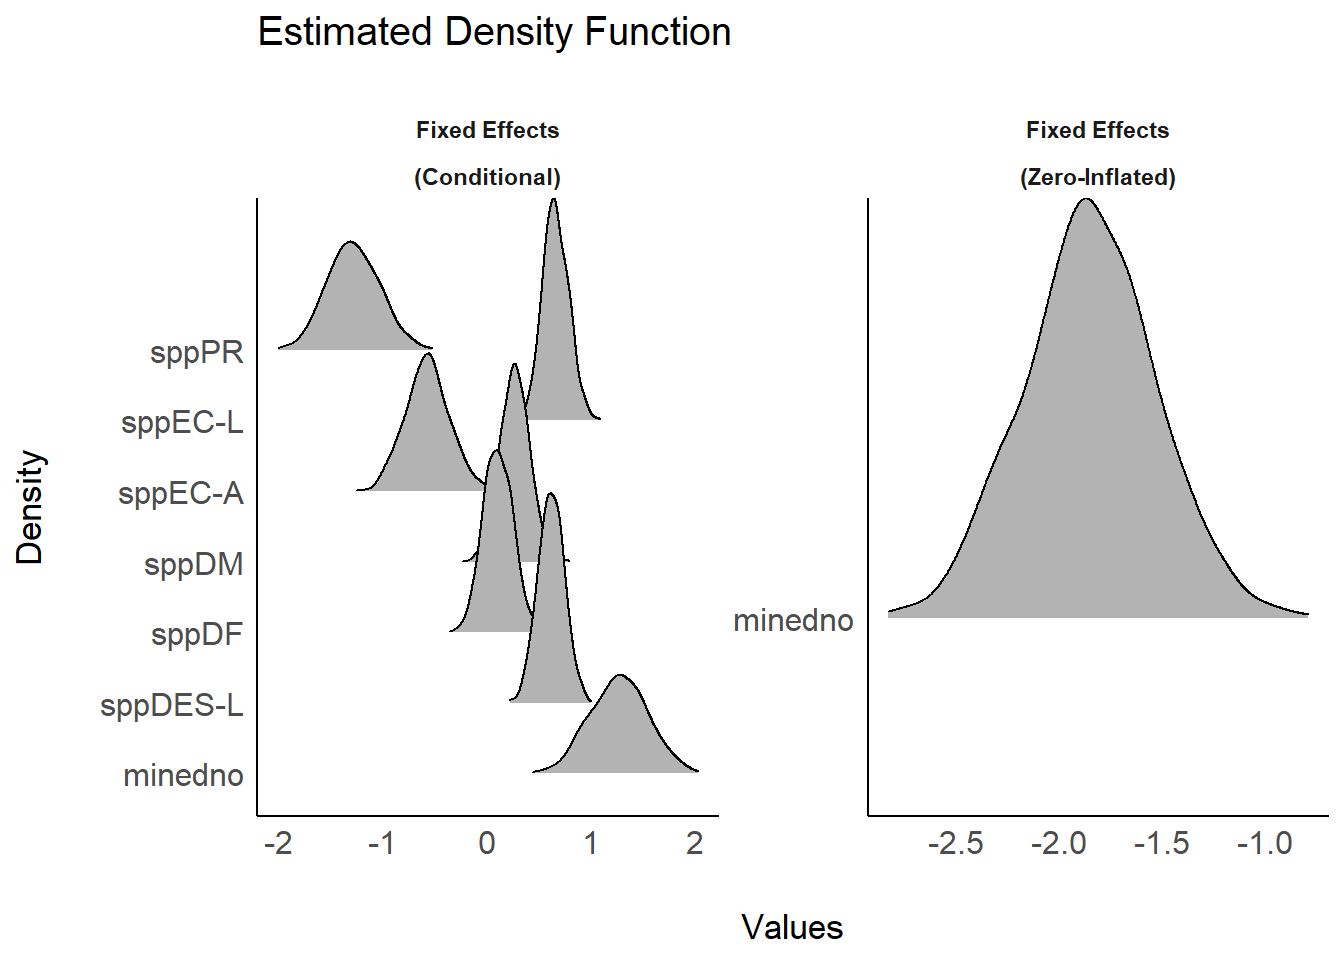 Estimated Density Function
Fixed Effects
(Conditional)
Fixed Effects
(Zero-Inflated)
Density
sppPR
sppEC-L
sppEC-A
sppDM
sppDF
sppDES-L
minedno
-2 -1 0 1 2
minedno
-2.5 -2.0 -1.5 -1.0
Values